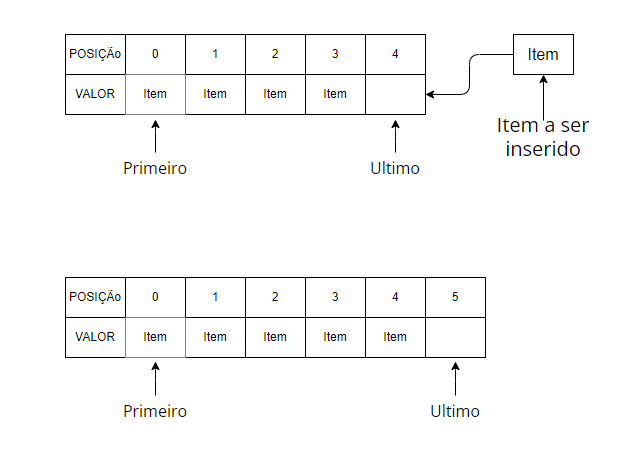 POSIÇÃo 0 1 2 3 4
Item
VALOR Item Item Item Item
Item a ser
inserido
Primeiro Ultimo
POSIÇÃo 0 1 2 3 4 5
VALOR Item Item Item Item Item
Primeiro Ultimo